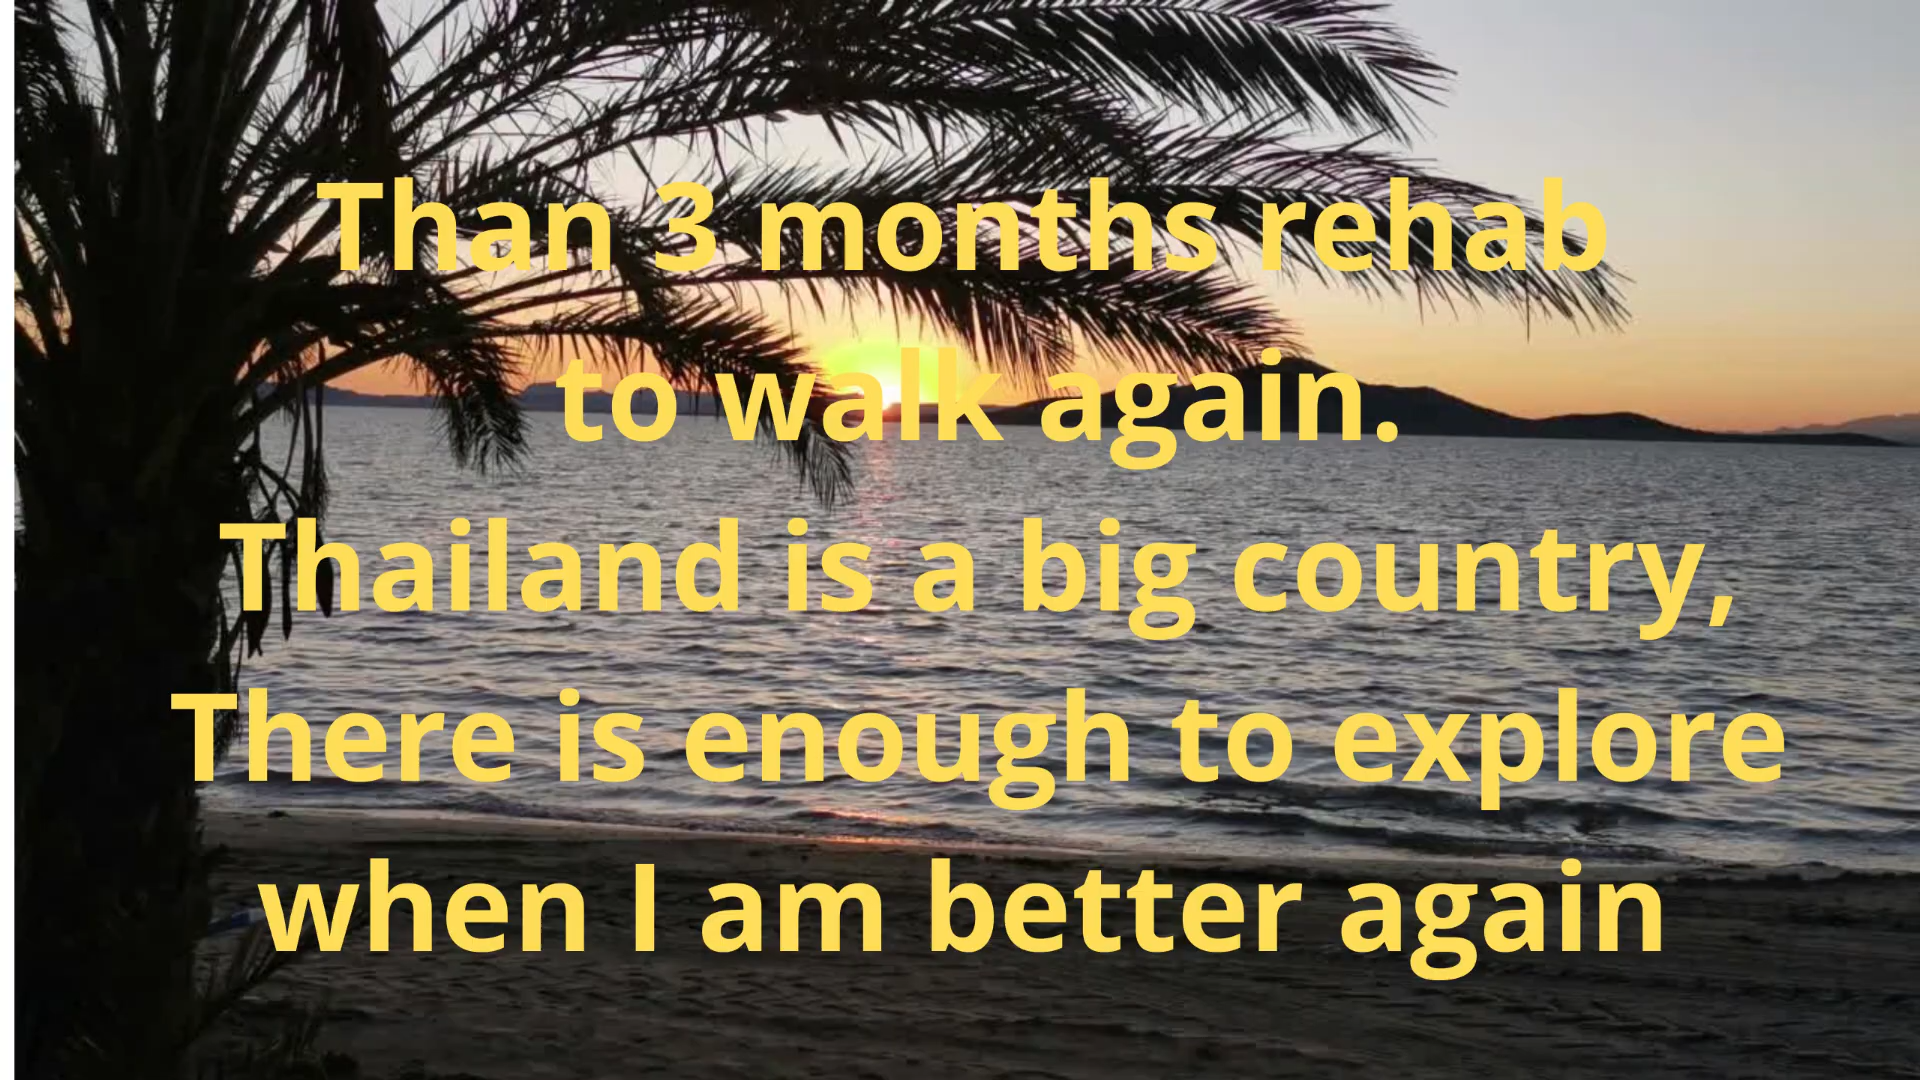 Than 3 months rehab
to walk again.
Thailand is a big country,
There is enough to explore
when I am better again